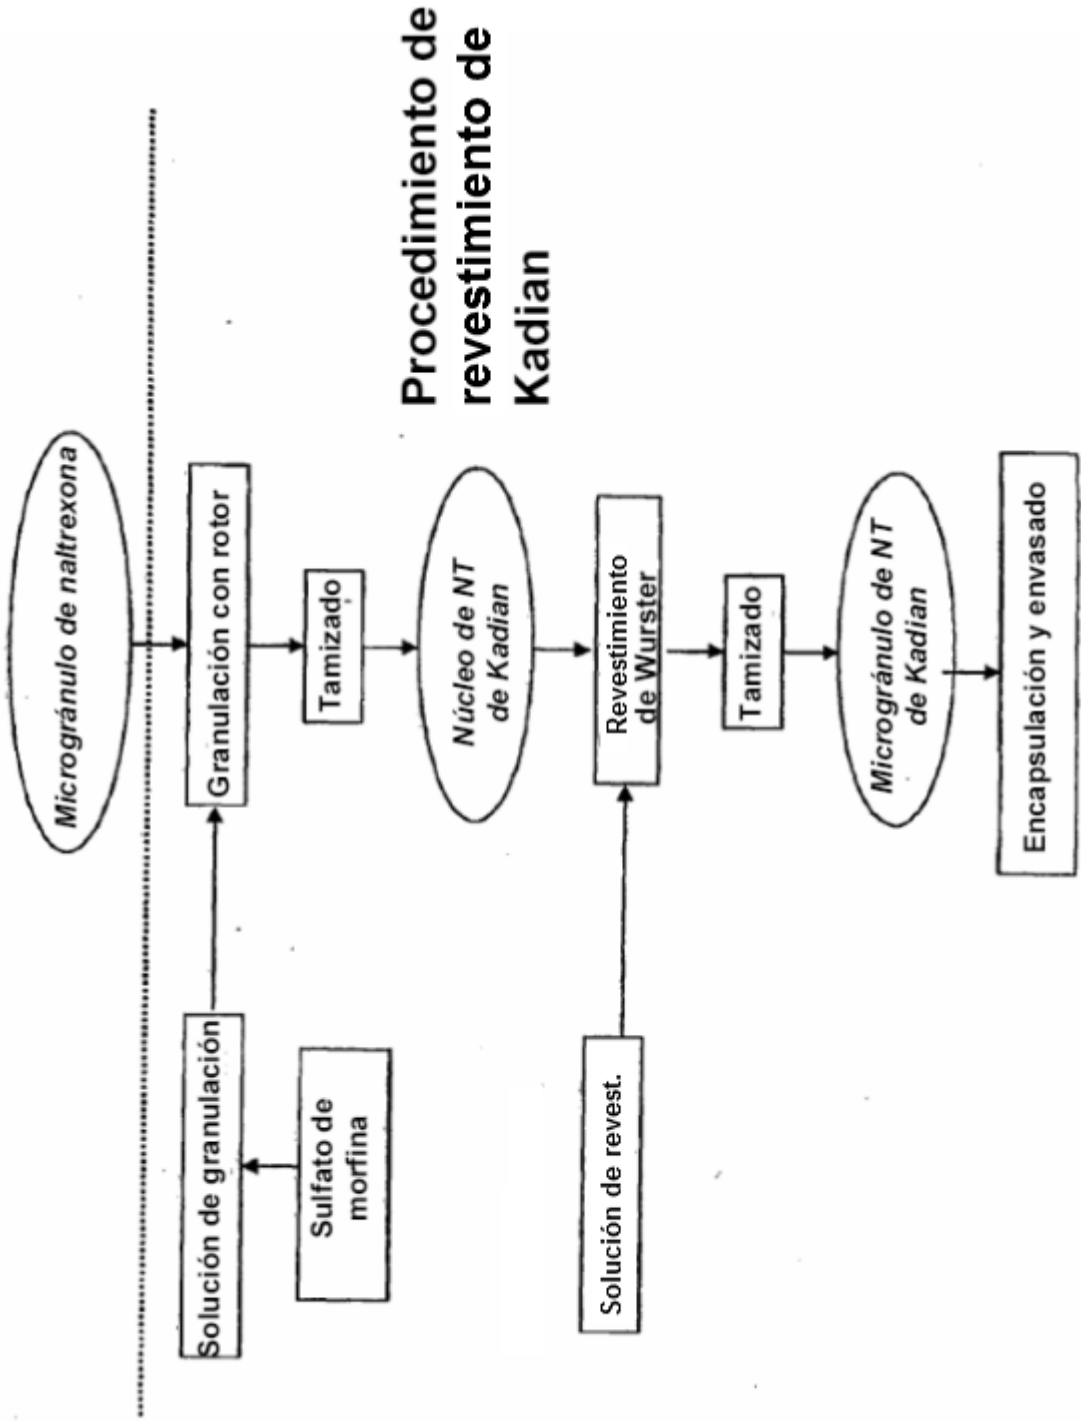 Microgránulo de naltrexona
Solución de granulación
Granulación con rotor
Sulfato de
morfina
Tamizado
Procedimiento de
revestimiento de
Kadian
Núcleo de NT
de Kadian
Solución de revest.
Revestimiento
de Wurster
Tamizado
Microgránulo de NT
de Kadian
Encapsulación y envasado